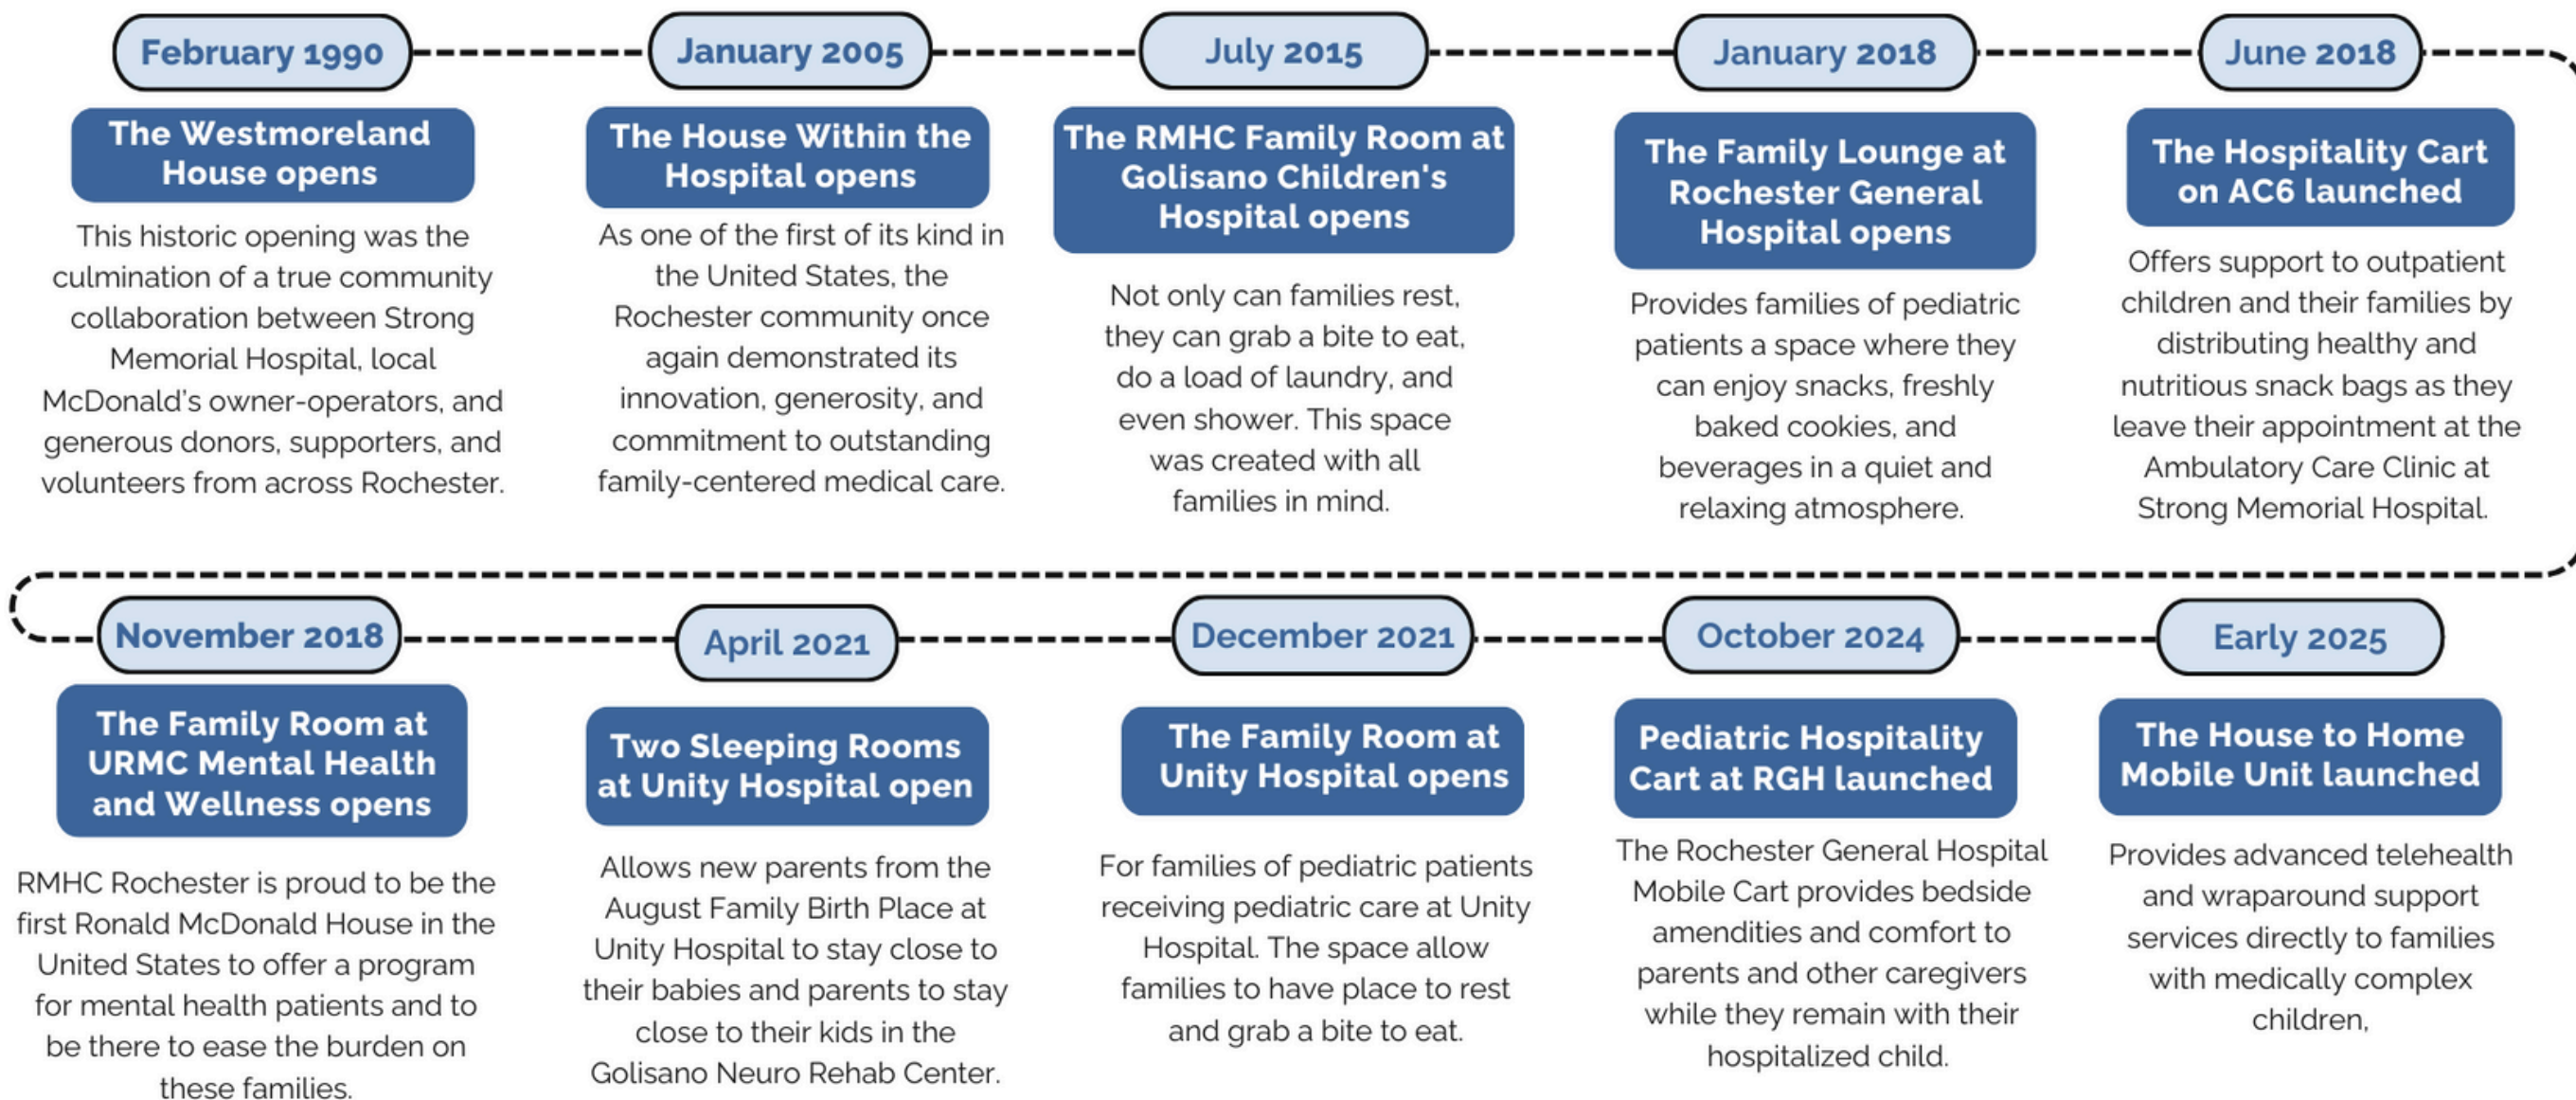 February 1990
The Westmoreland
House opens
This historic opening was the
culmination of a true community
collaboration between Strong
Memorial Hospital, local
McDonald’s owner-operators, and
generous donors, supporters, and
volunteers from across Rochester.
January 2005
The House Within the
Hospital opens
As one of the first of its kind in
the United States, the
Rochester community once
again demonstrated its
innovation, generosity, and
commitment to outstanding
family-centered medical care.
July 2015
The RMHC Family Room at
Golisano Children's
Hospital opens
Not only can families rest,
they can grab a bite to eat,
do a load of laundry, and
even shower. This space
was created with all
families in mind.
January 2018
The Family Lounge at
Rochester General
Hospital opens
Provides families of pediatric
patients a space where they
can enjoy snacks, freshly
baked cookies, and
beverages in a quiet and
relaxing atmosphere.
June 2018
The Hospitality Cart
on AC6 launched
Offers support to outpatient
children and their families by
distributing healthy and
nutritious snack bags as they
leave their appointment at the
Ambulatory Care Clinic at
Strong Memorial Hospital.
November 2018
The Family Room at
URMC Mental Health
and Wellness opens
RMHC Rochester is proud to be the
first Ronald McDonald House in the
United States to offer a program
for mental health patients and to
be there to ease the burden on
these families.
April 2021
Two Sleeping Rooms
at Unity Hospital open
Allows new parents from the
August Family Birth Place at
Unity Hospital to stay close to
their babies and parents to stay
close to their kids in the
Golisano Neuro Rehab Center.
December 2021
The Family Room at
Unity Hospital opens
For families of pediatric patients
receiving pediatric care at Unity
Hospital. The space allow
families to have place to rest
and grab a bite to eat.
October 2024
Pediatric Hospitality
Cart at RGH launched
The Rochester General Hospital
Mobile Cart provides bedside
amendities and comfort to
parents and other caregivers
while they remain with their
hospitalized child.
Early 2025
The House to Home
Mobile Unit launched
Provides advanced telehealth
and wraparound support
services directly to families
with medically complex
children,